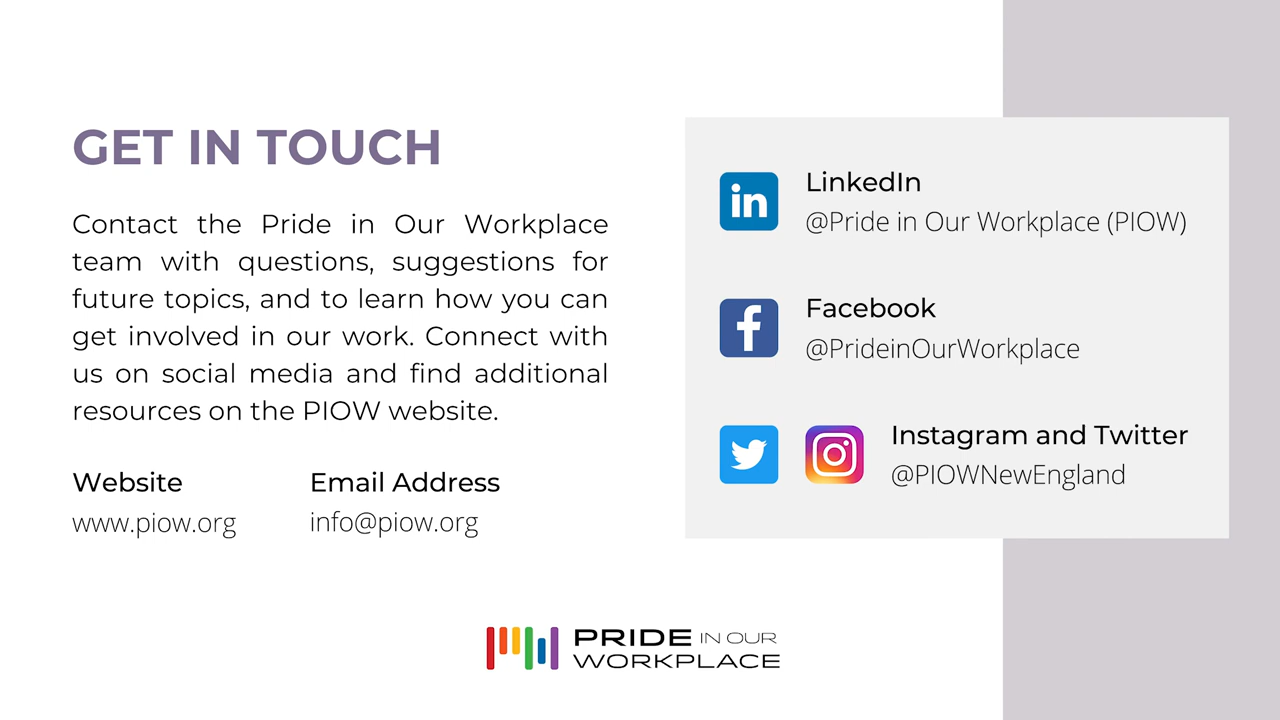 GET IN TOUCH
Contact the Pride in Our Workplace
team with questions, suggestions for
future topics, and to learn how you can
get involved in our work. Connect with
us on social media and find additional
resources on the PIOW website.
Website
www.piow.org
Email Address
info@piow.org
LinkedIn
@Pride in Our Workplace (PIOW)
Facebook
@PrideinOurWorkplace
Instagram and Twitter
@PIOWNewEngland
PRIDE IN OUR
WORKPLACE